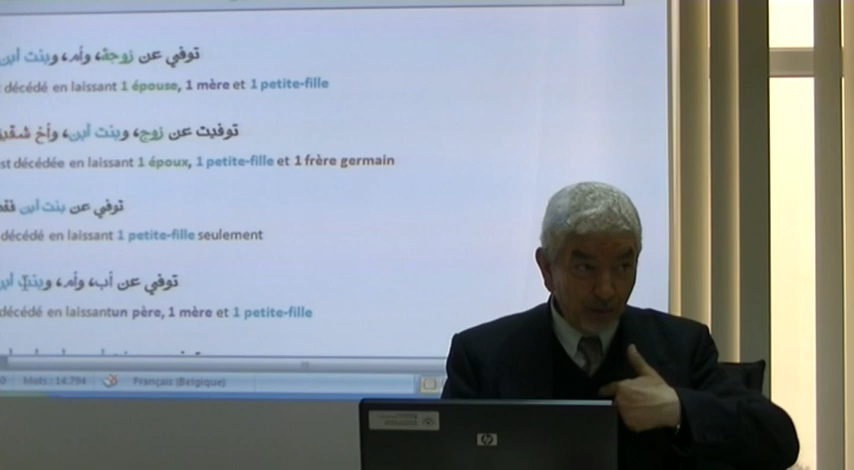 توفي عن زوجة، وأم، وبنت ابن
décédé en laissant 1 épouse, 1 mère et 1 petite-fille
توفيت عن زوج، وبنت ابن، وأخ شقيق
est décédée en laissant 1 époux, 1 petite-fille et 1 frère germain
توفي عن بنت ابن
décédé en laissant 1 petite-fille seulement
توفي عن أب، وأم، وبنت ابن
décédé en laissantun père, 1 mère et 1 petite-fille
Mots : 14.794 Français (Belgique)
hp